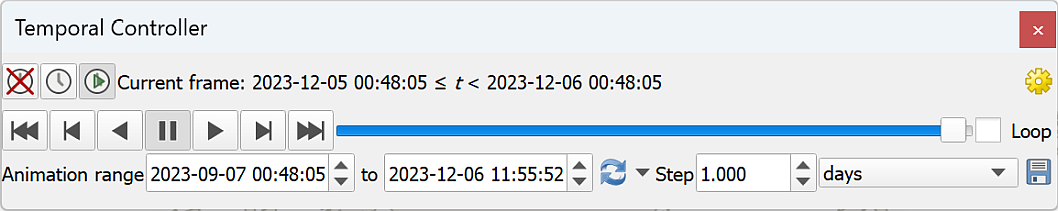 Temporal Controller
Current frame: 2023-12-05 00:48:05 ≤ t < 2023-12-06 00:48:05
Loop
Animation range 2023-09-07 00:48:05 to 2023-12-06 11:55:52 Step 1.000 days